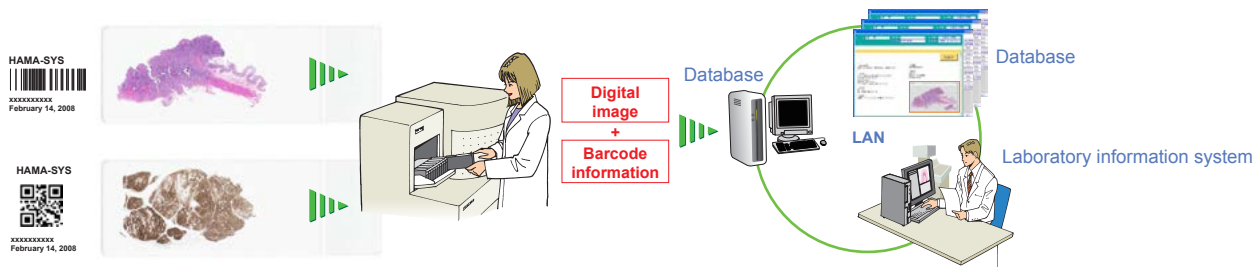 HAMA-SYS
xxxxxxxxxx
February 14, 2008
HAMA-SYS
xxxxxxxxxx
February 14, 2008
Digital
image
+
Barcode
information
Database
Database
LAN
Laboratory information system